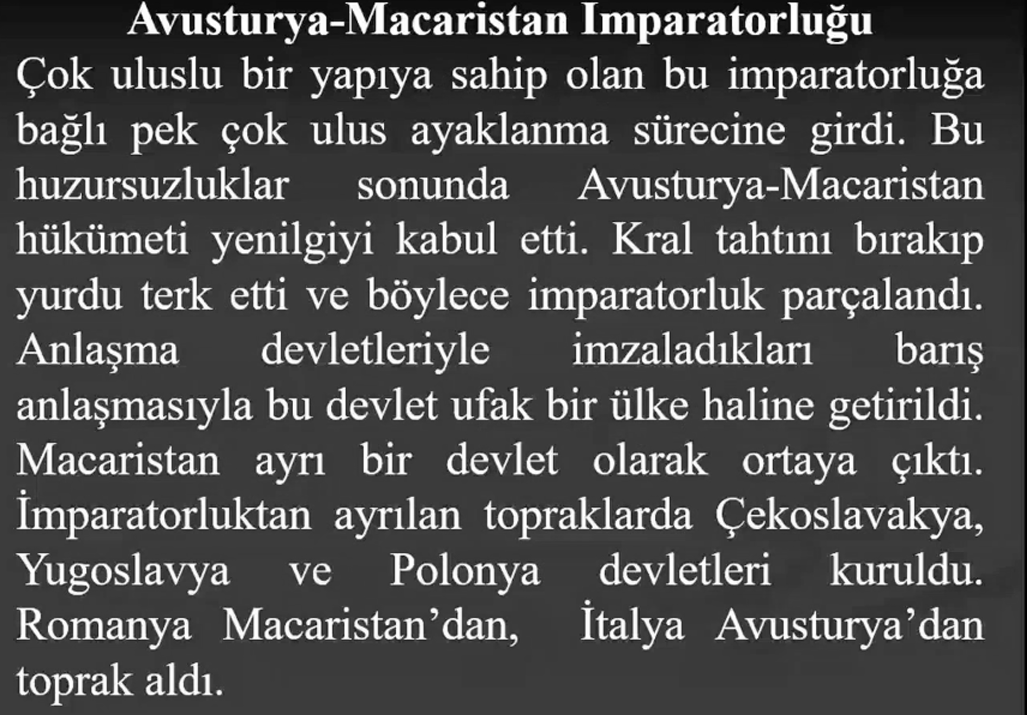 Avusturya-Macaristan İmparatorluğu
Çok uluslu bir yapıya sahip olan bu imparatorluğa
bağlı pek çok ulus ayaklanma sürecine girdi. Bu
huzursuzluklar sonunda Avusturya-Macaristan
hükümeti yenilgiyi kabul etti. Kral tahtını bırakıp
yurdu terk etti ve böylece imparatorluk parçalandı.
Anlaşma devletleriyle imzaladıkları barış
anlaşmasıyla bu devlet ufak bir ülke haline getirildi.
Macaristan ayrı bir devlet olarak ortaya çıktı.
İmparatorluktan ayrılan topraklarda Çekoslavakya,
Yugoslavya ve Polonya devletleri kuruldu.
Romanya Macaristan’dan, İtalya Avusturya’dan
toprak aldı.